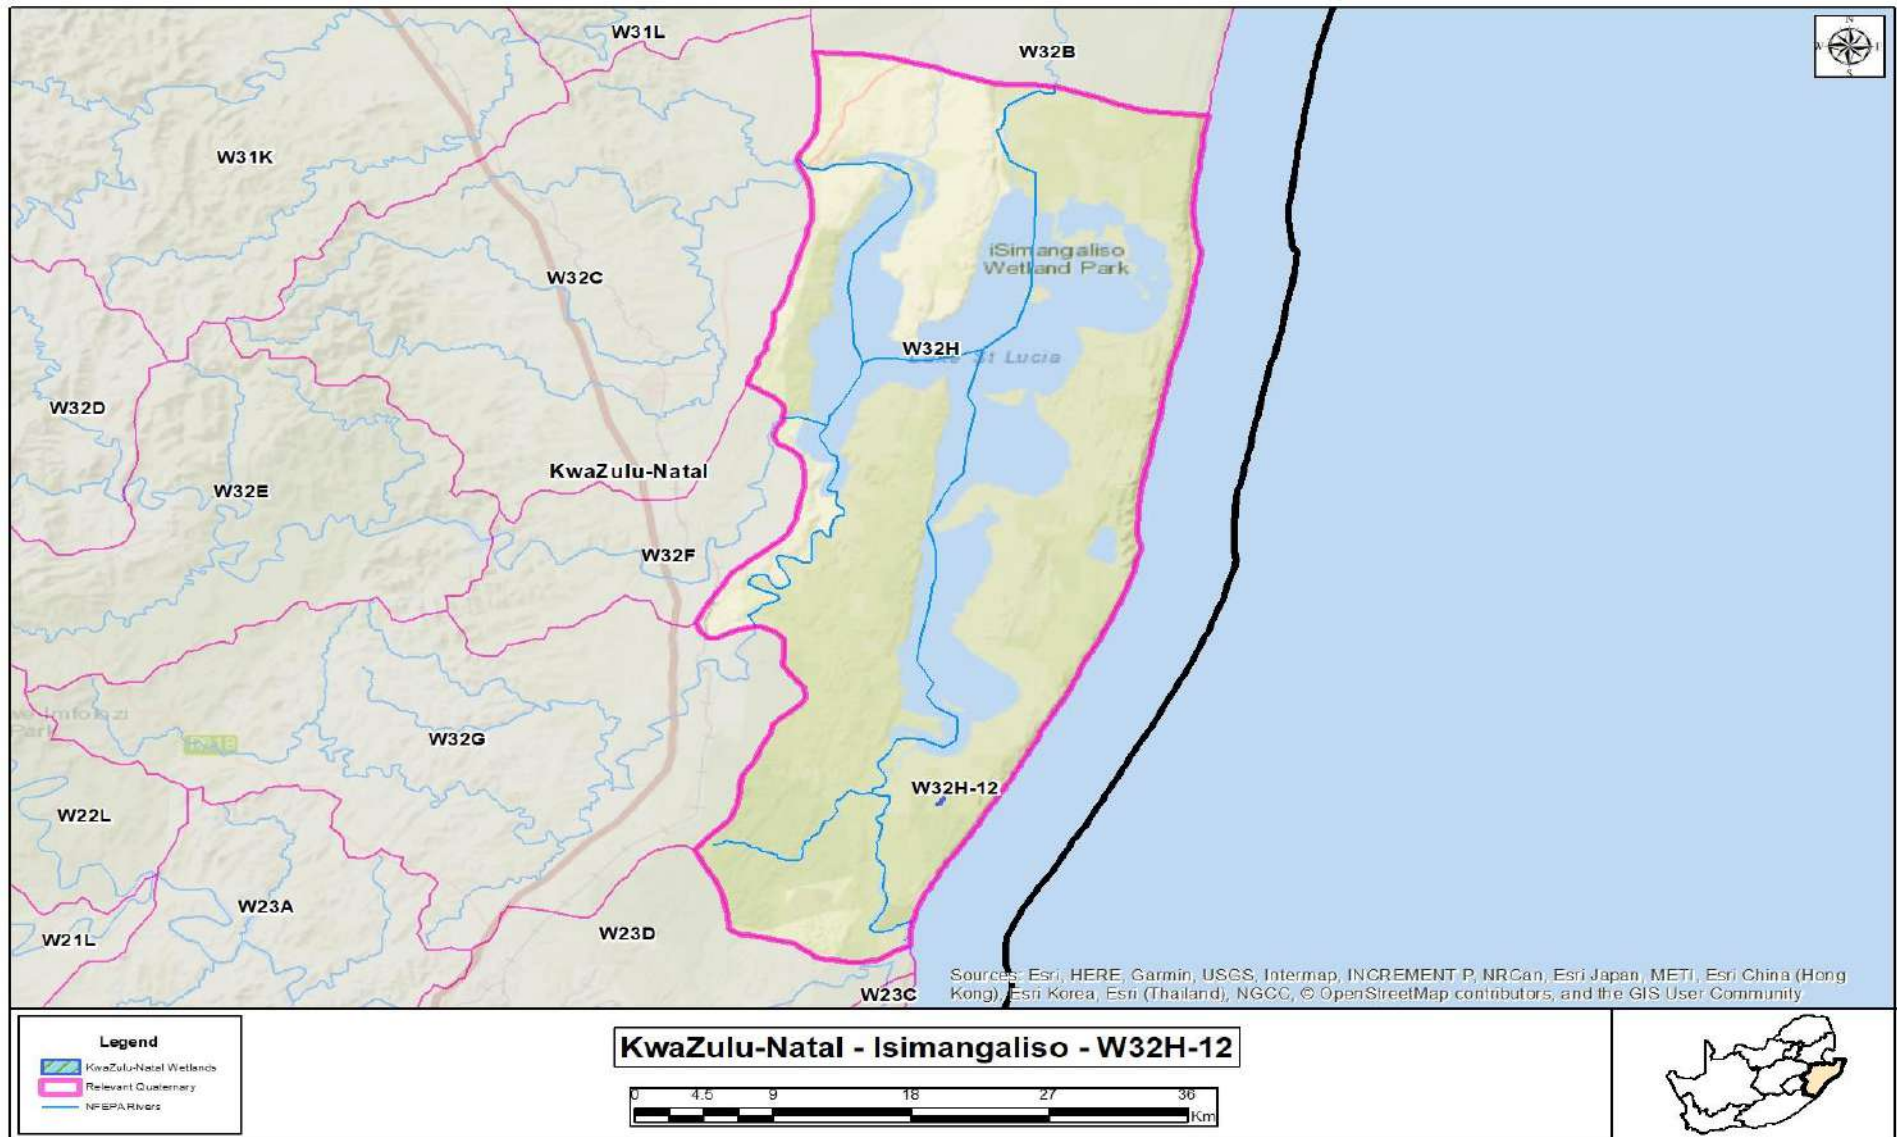 W31L
W32B
N
W
E
S
W31K
iSimangaliso
Wetland Park
W32C
W32H
Lake St Lucia
W32D
KwaZulu-Natal
W32E
W32F
W32G
W32H-12
W22L
W23A
W23D
W21L
W23C
Sources: Esri, HERE, Garmin, USGS, Intermap, INCREMENT P, NRCan, Esri Japan, METI, Esri China (Hong
Kong), Esri Korea, Esri (Thailand), NGCC, © OpenStreetMap contributors, and the GIS User Community
Legend
KwaZulu-Natal Wetlands
Relevant Quaternary
NFEPA Rivers
KwaZulu-Natal - Isimangaliso - W32H-12
0 4.5 9 18 27 36
Km